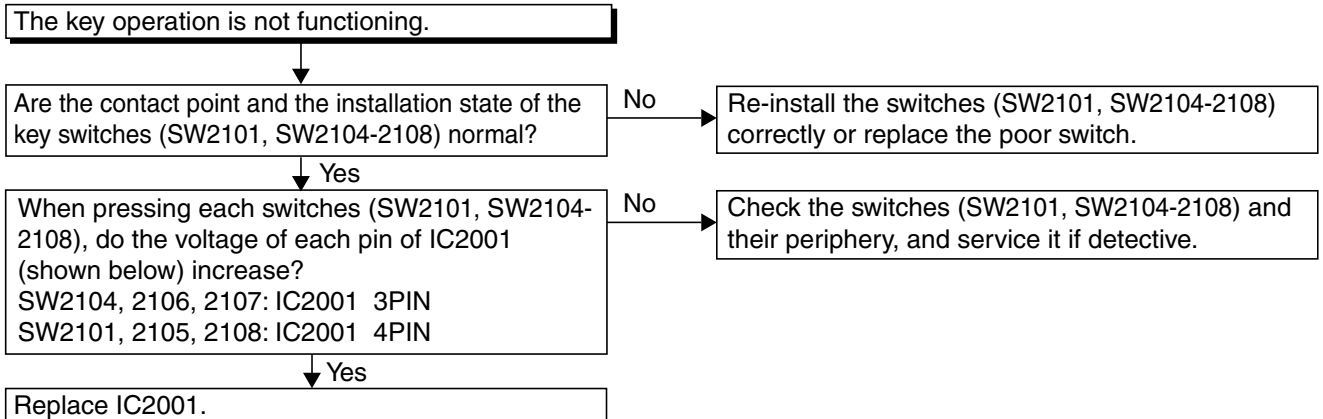 The key operation is not functioning.
Are the contact point and the installation state of the
key switches (SW2101, SW2104-2108) normal?
No
Re-install the switches (SW2101, SW2104-2108)
correctly or replace the poor switch.
Yes
When pressing each switches (SW2101, SW2104-
2108), do the voltage of each pin of IC2001
(shown below) increase?
SW2104, 2106, 2107: IC2001 3PIN
SW2101, 2105, 2108: IC2001 4PIN
No
Check the switches (SW2101, SW2104-2108) and
their periphery, and service it if detective.
Yes
Replace IC2001.